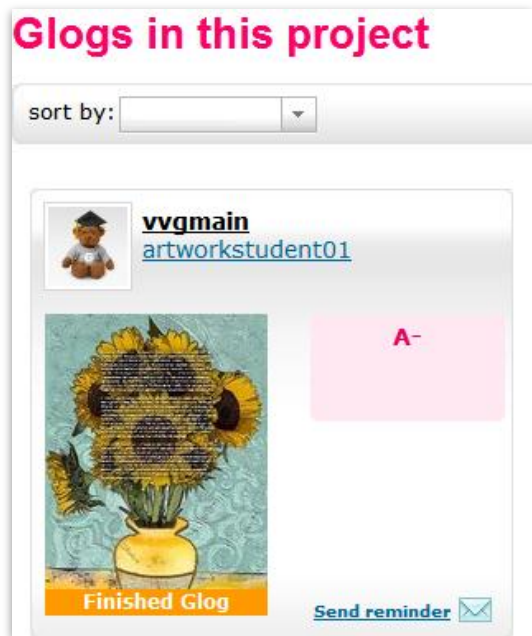 Glogs in this project
sort by:
vvgmain
artworkstudent01
A-
Finished Glog
Send reminder